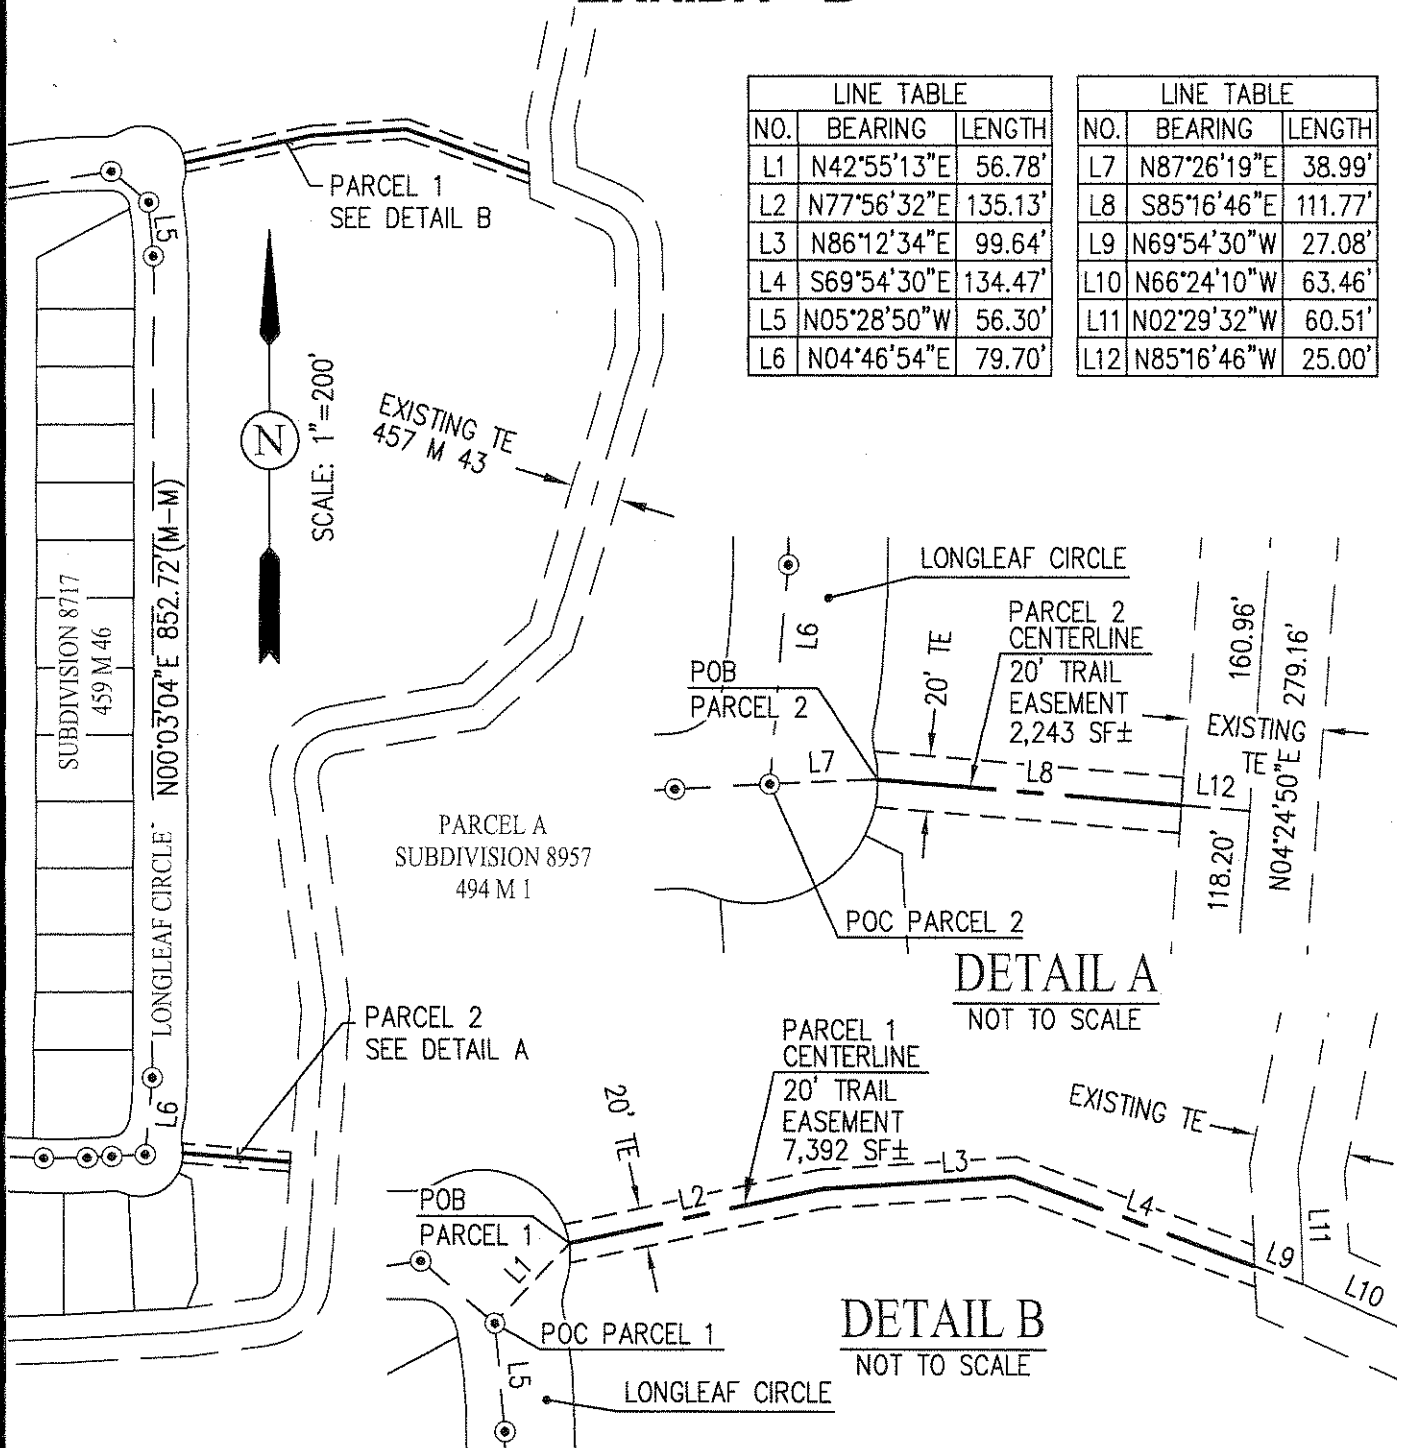 LINE TABLE
NO. BEARING LENGTH
L1 N42°55'13"E 56.78'
L2 N77°56'32"E 135.13'
L3 N86°12'34"E 99.64'
L4 S69°54'30"E 134.47'
L5 N05°28'50"W 56.30'
L6 N04°46'54"E 79.70'
LINE TABLE
NO. BEARING LENGTH
L7 N87°26'19"E 38.99'
L8 S85°16'46"E 111.77'
L9 N69°54'30"W 27.08'
L10 N66°24'10"W 63.46'
L11 N02°29'32"W 60.51'
L12 N85°16'46"W 25.00'
PARCEL 1
SEE DETAIL B
L5
N
SCALE: 1"=200'
EXISTING TE
457 M 43
SUBDIVISION 8717
459 M 46
LONGLEAF CIRCLE N00°03'04"E 852.72'(M-M)
PARCEL A
SUBDIVISION 8957
494 M 1
PARCEL 2
SEE DETAIL A
L6
LONGLEAF CIRCLE
L6
PARCEL 2
CENTERLINE
20' TRAIL
EASEMENT
2,243 SF±
20' TE
POB
PARCEL 2
L7
L8
L12
160.96'
EXISTING
TE
118.20'
N04°24'50"E 279.16'
POC PARCEL 2
DETAIL A
NOT TO SCALE
PARCEL 1
CENTERLINE
20' TRAIL
EASEMENT
7,392 SF±
20' TE
EXISTING TE
POB
PARCEL 1
L1
L2
L3
L4
L9
L11
L10
POC PARCEL 1
L5
LONGLEAF CIRCLE
DETAIL B
NOT TO SCALE